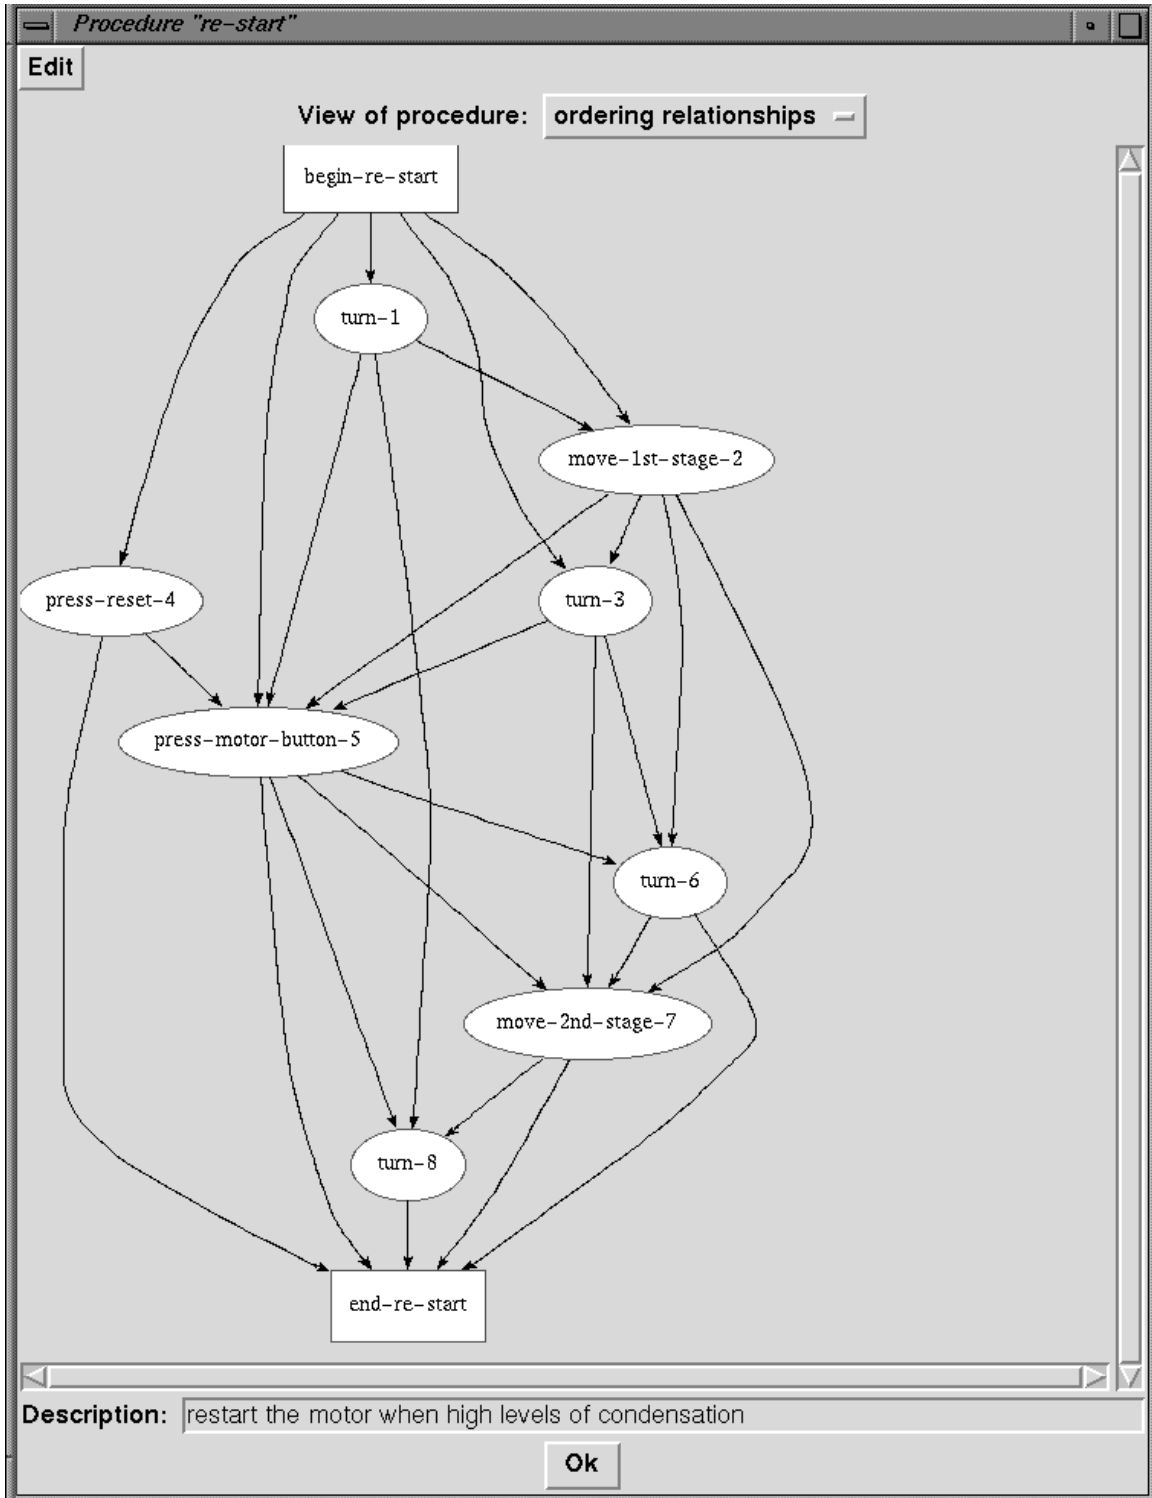 Procedure "re-start"
Edit
View of procedure: ordering relationships
begin-re-start
turn-1
move-1st-stage-2
press-reset-4
turn-3
press-motor-button-5
turn-6
move-2nd-stage-7
turn-8
end-re-start
Description: restart the motor when high levels of condensation
Ok